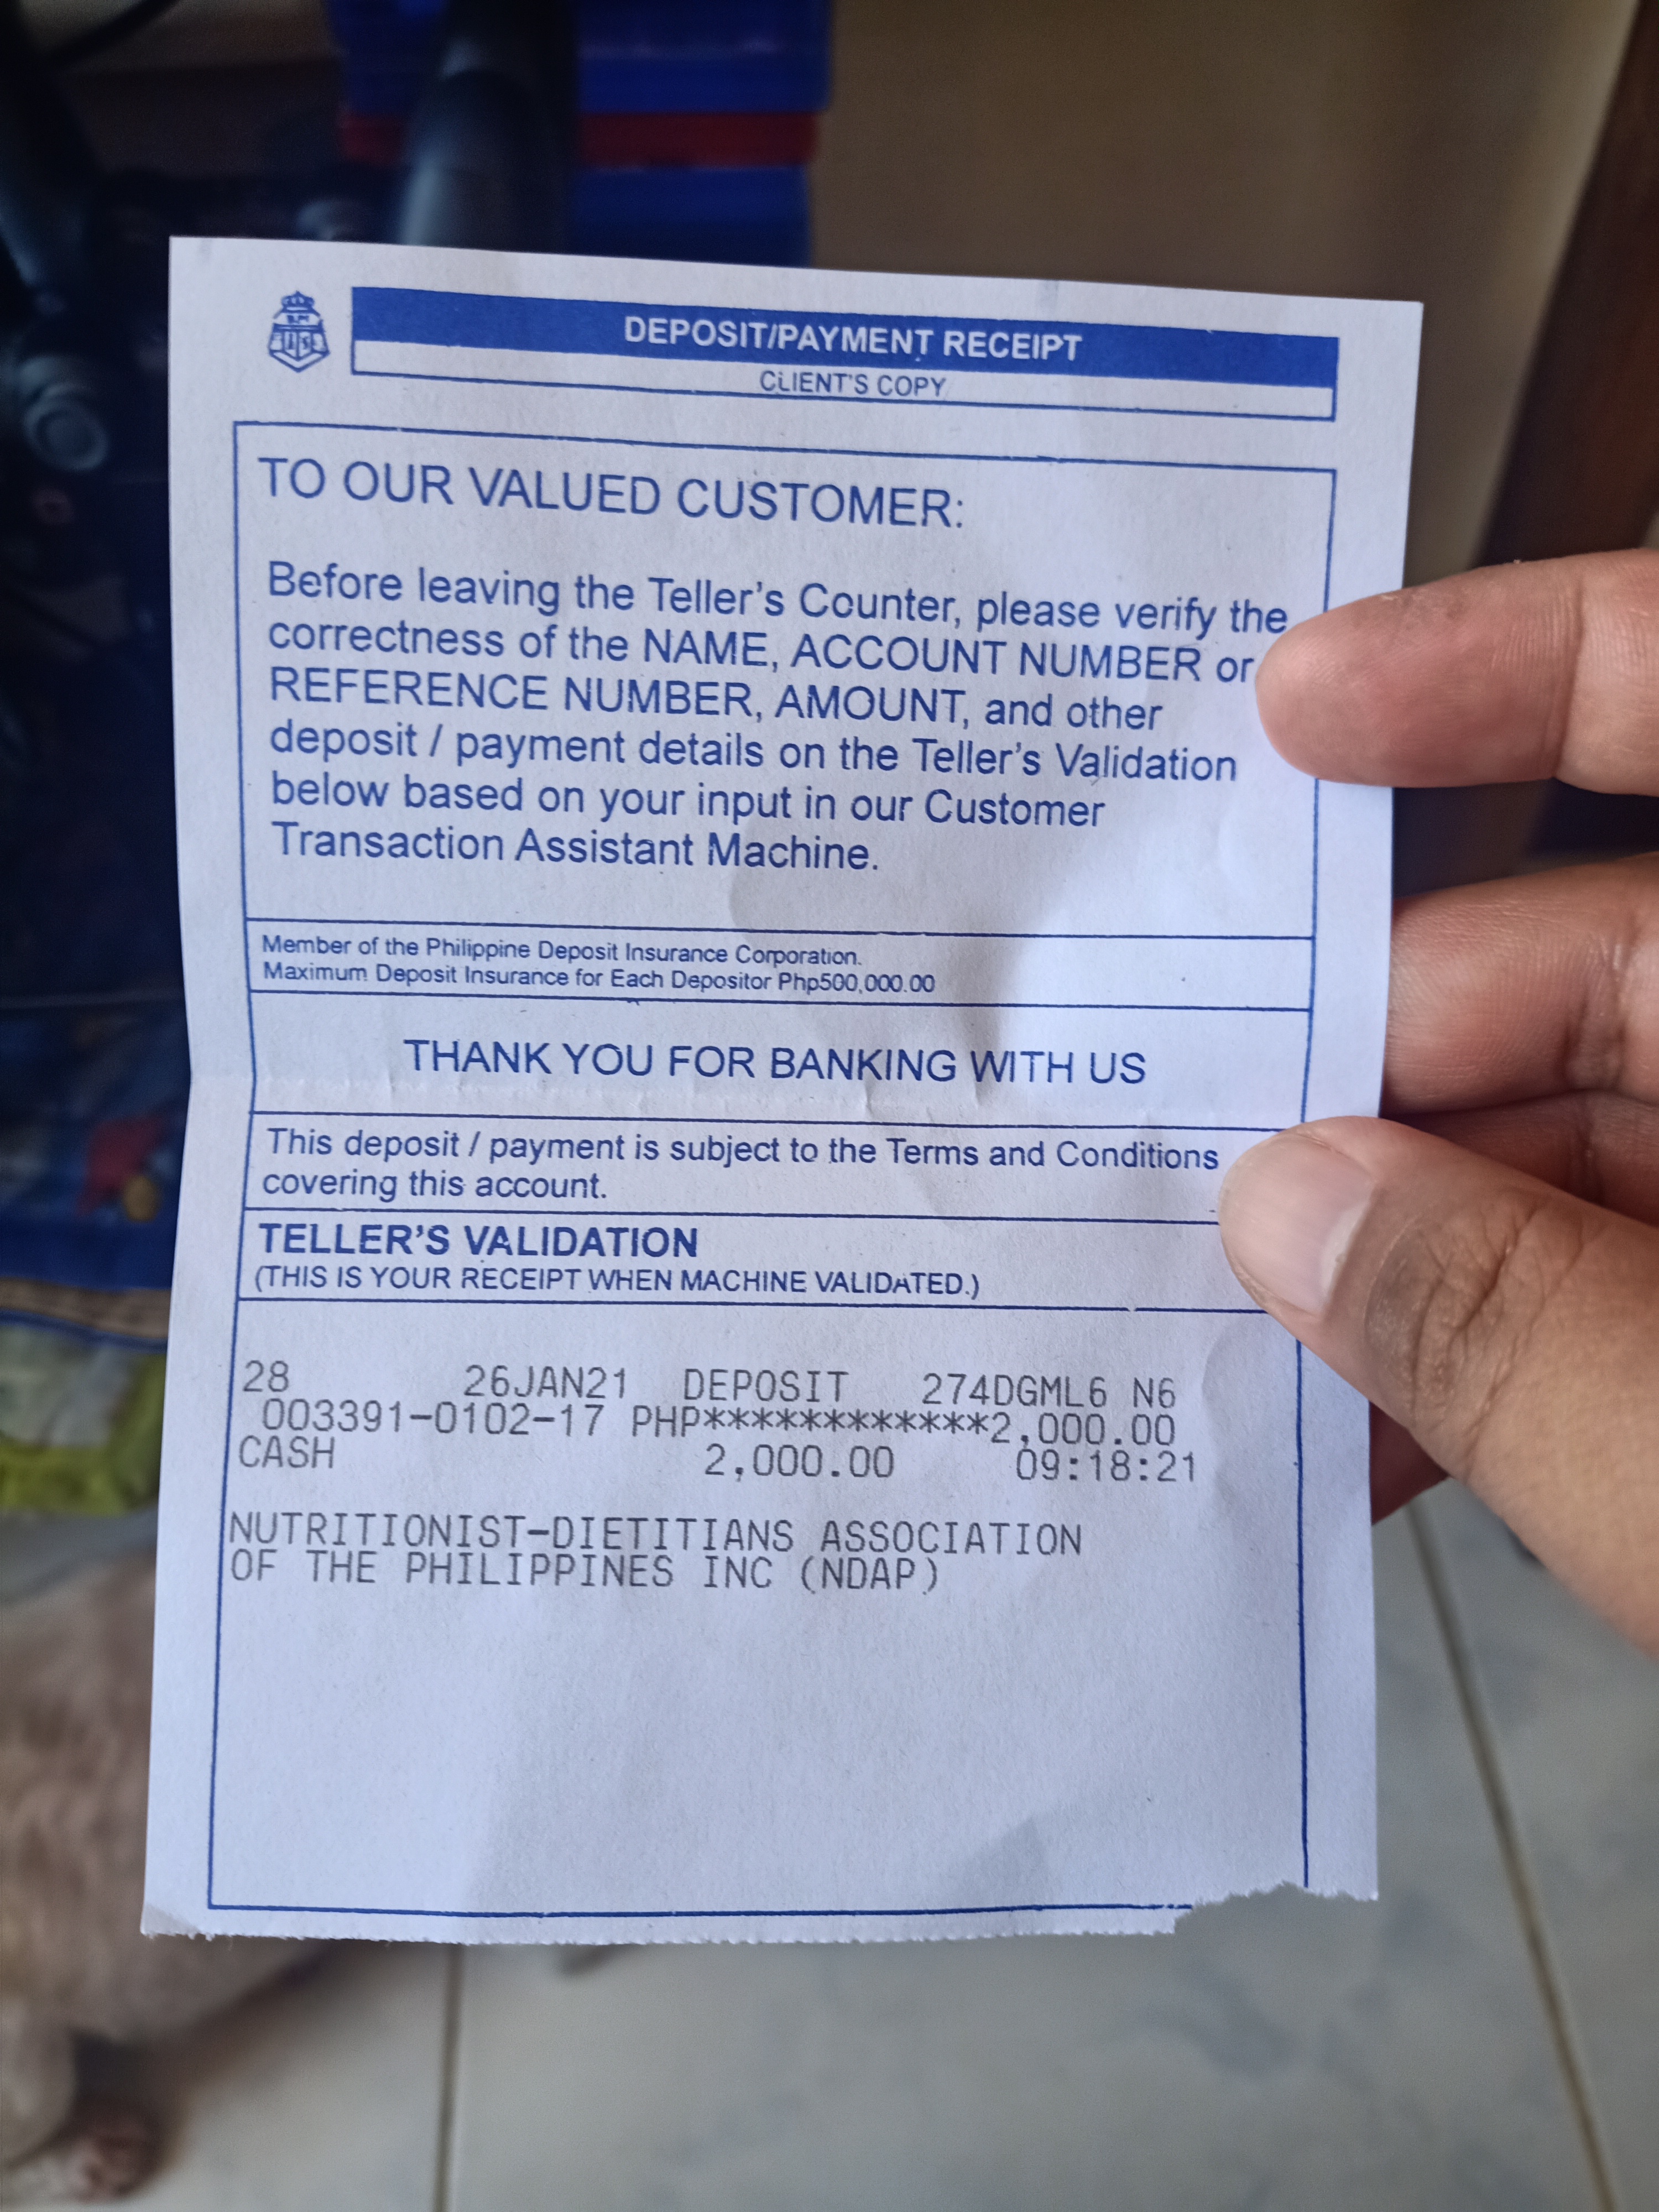 DEPOSIT/PAYMENT RECEIPT
CLIENT'S COPY
TO OUR VALUED CUSTOMER:
Before leaving the Teller's Counter, please verify the
correctness of the NAME, ACCOUNT NUMBER or
REFERENCE NUMBER, AMOUNT, and other
deposit / payment details on the Teller's Validation
below based on your input in our Customer
Transaction Assistant Machine.
Member of the Philippine Deposit Insurance Corporation.
Maximum Deposit Insurance for Each Depositor Php500,000.00
THANK YOU FOR BANKING WITH US
This deposit / payment is subject to the Terms and Conditions
covering this account.
TELLER'S VALIDATION
(THIS IS YOUR RECEIPT WHEN MACHINE VALIDATED.)
28 26JAN21 DEPOSIT 274DGML6 N6
003391-0102-17 PHP************2,000.00
CASH 2,000.00 09:18:21
NUTRITIONIST-DIETITIANS ASSOCIATION
OF THE PHILIPPINES INC (NDAP)